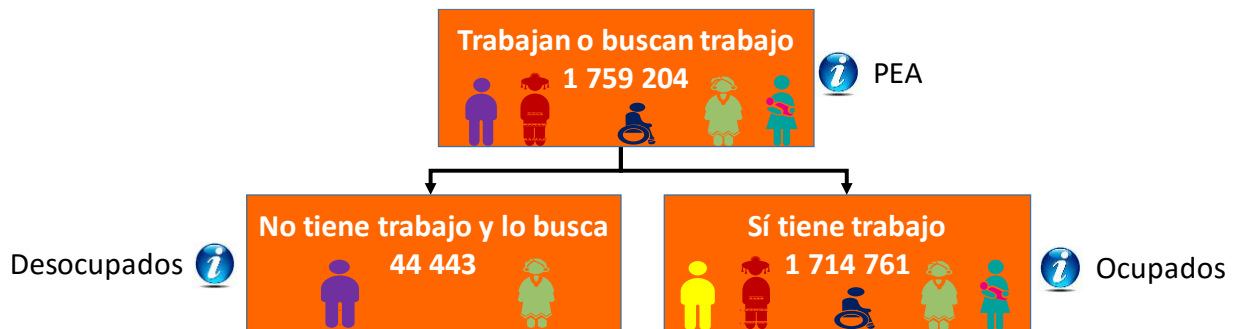 Trabajan o buscan trabajo
1 759 204
i PEA
No tiene trabajo y lo busca
44 443
Desocupados i
Sí tiene trabajo
1 714 761
i Ocupados